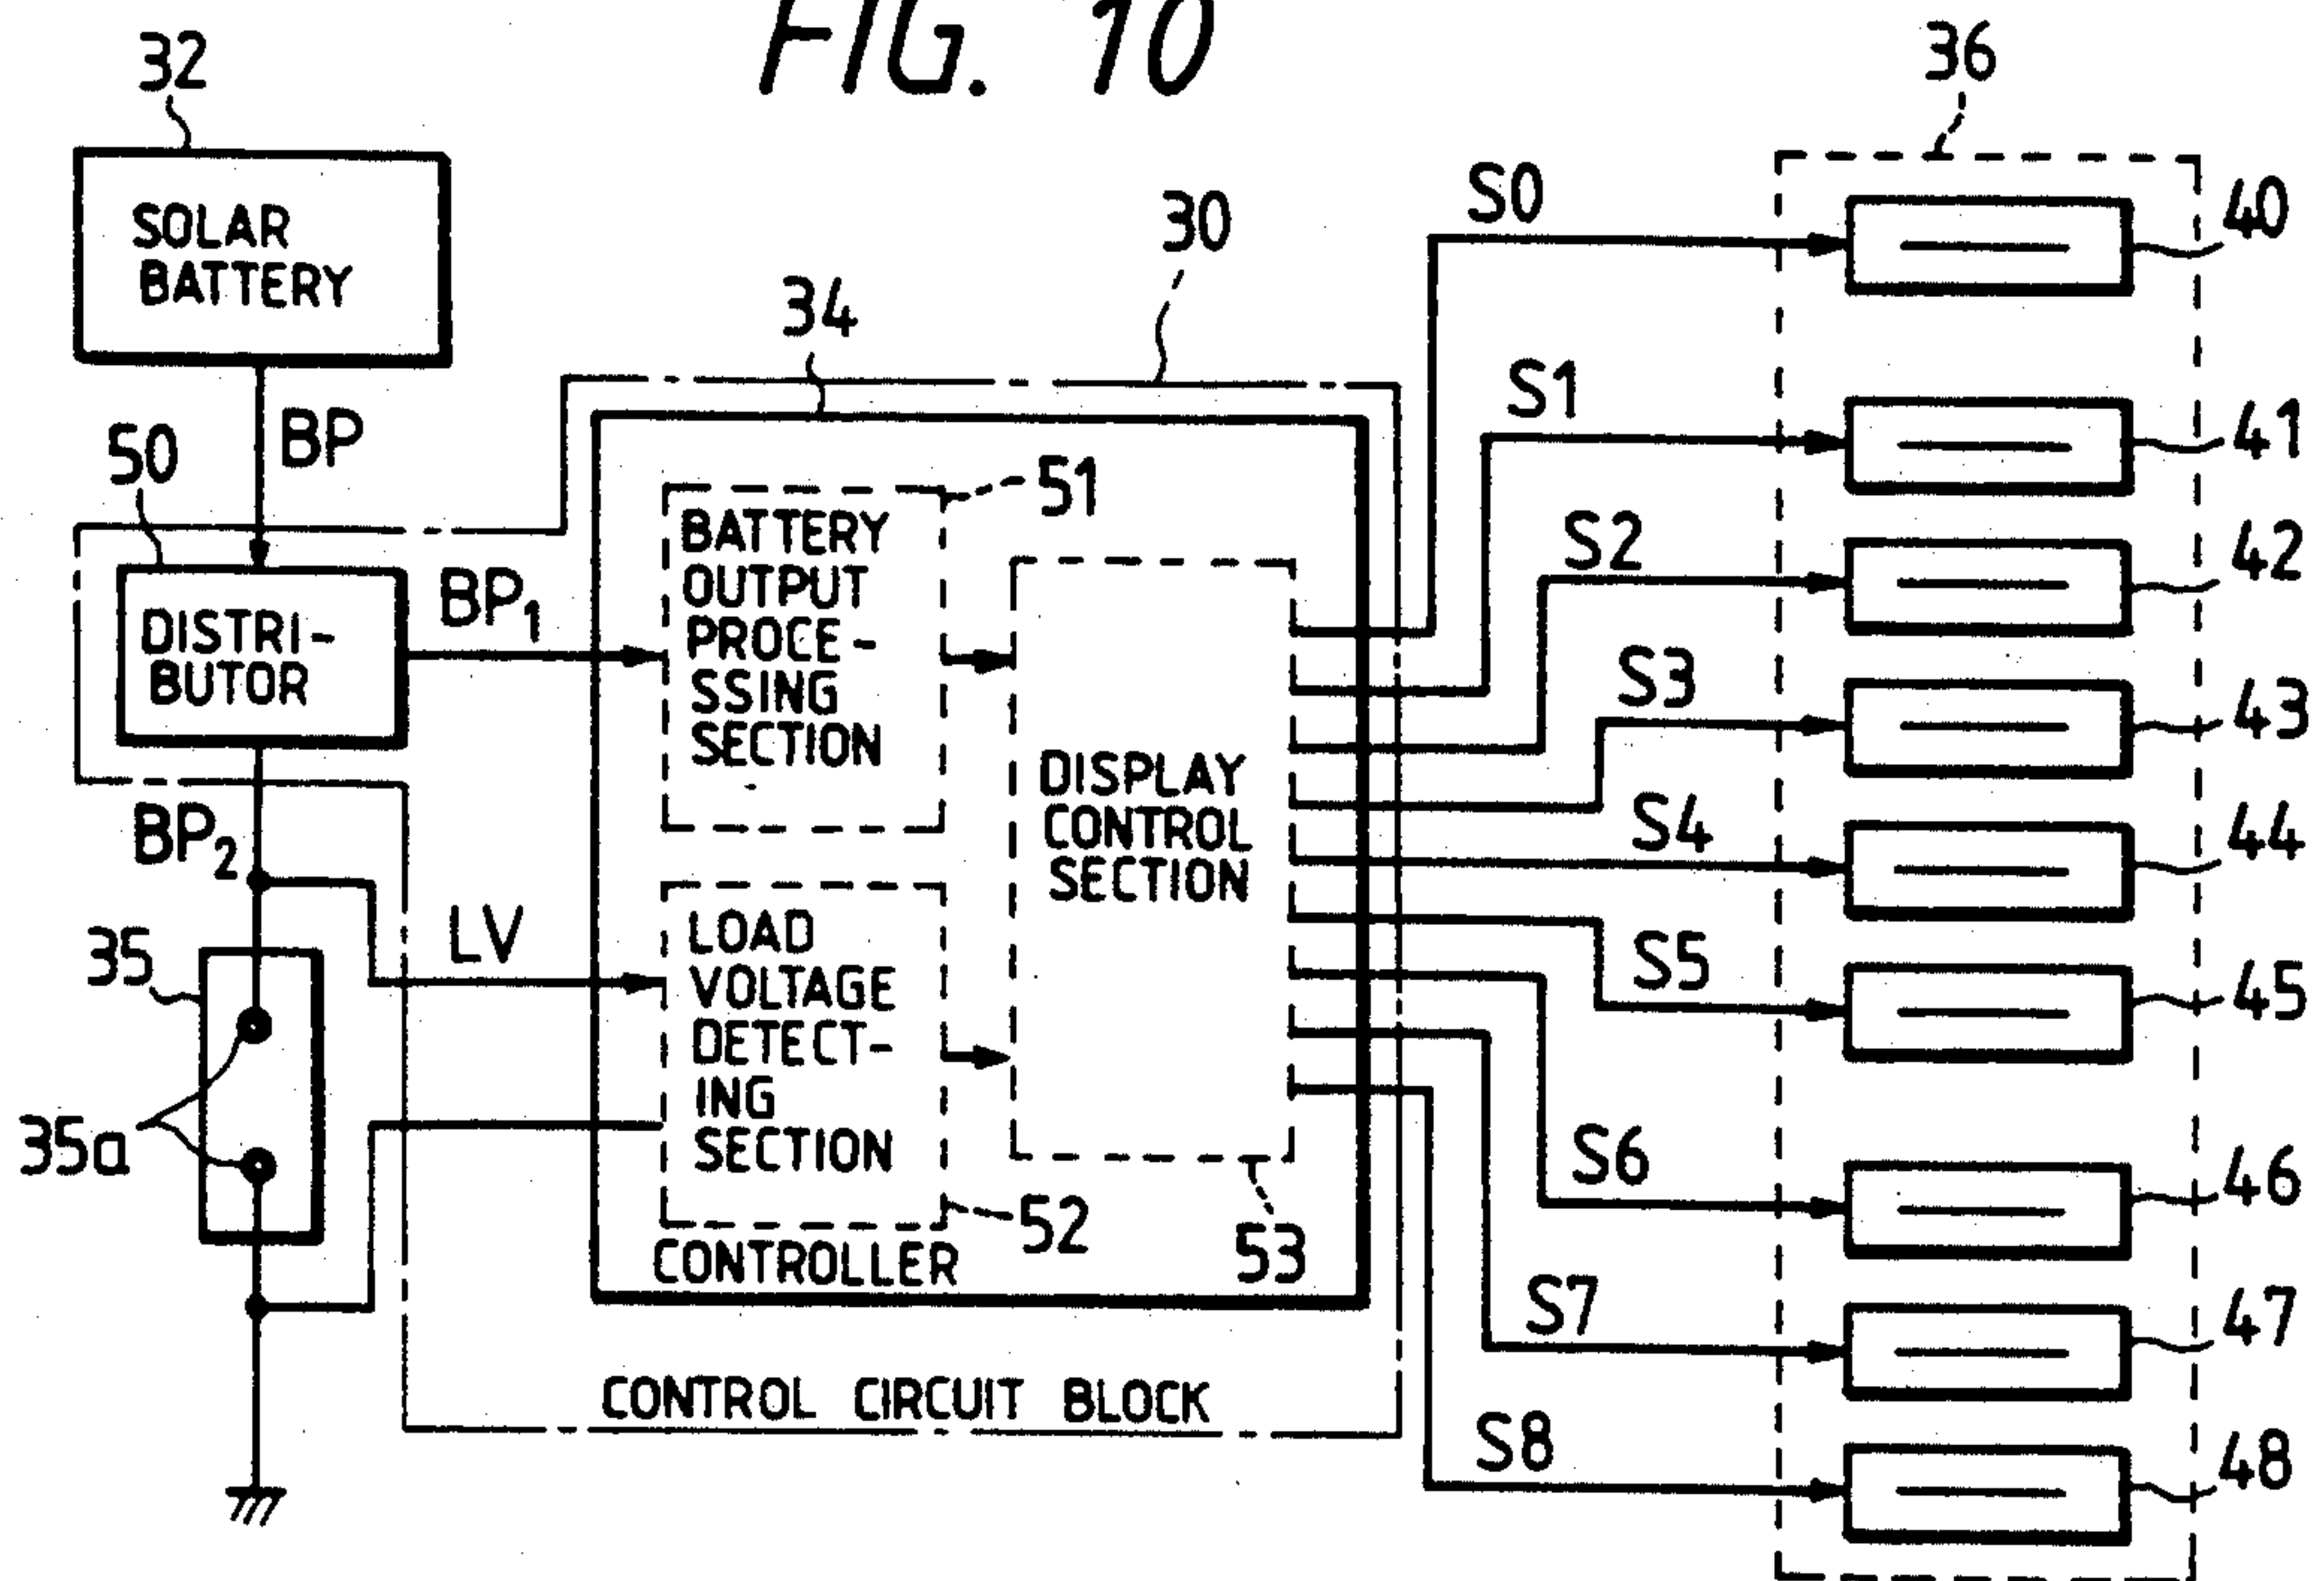 FIG. 10
32
36
SOLAR
BATTERY
S0
40
30
34
BP
S1
41
50
51
BATTERY
OUTPUT
PROCE-
SSING
SECTION
S2
42
DISTRI-
BUTOR
BP1
S3
43
DISPLAY
CONTROL
SECTION
S4
44
BP2
35
LV
LOAD
VOLTAGE
DETECT-
ING
SECTION
S5
45
35a
S6
46
52
53
CONTROLLER
S7
47
CONTROL CIRCUIT BLOCK
S8
48